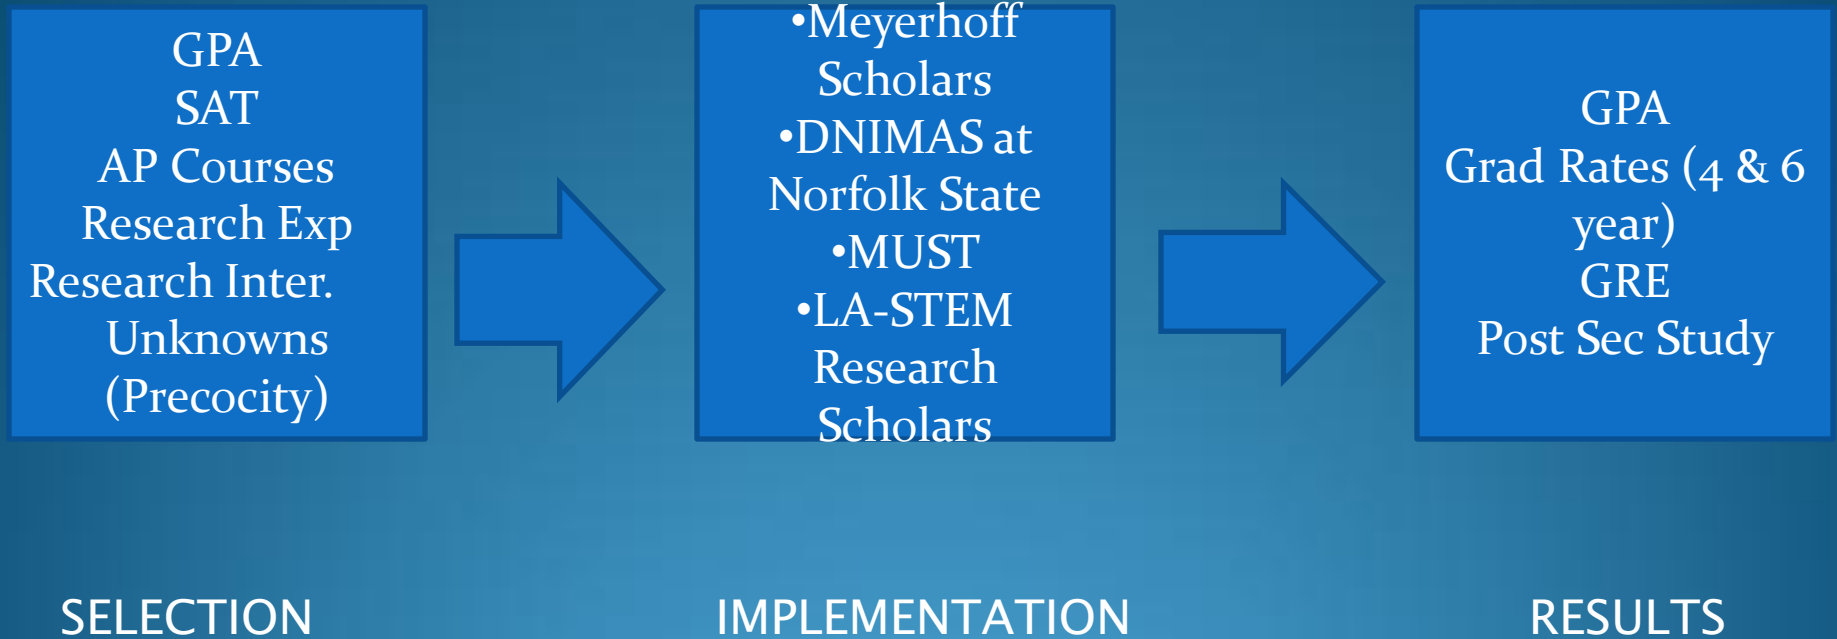 GPA
SAT
AP Courses
Research Exp
Research Inter.
Unknowns
(Precocity)
•Meyerhoff
Scholars
•DNIMAS at
Norfolk State
•MUST
•LA-STEM
Research
Scholars
GPA
Grad Rates (4 & 6
year)
GRE
Post Sec Study
SELECTION
IMPLEMENTATION
RESULTS